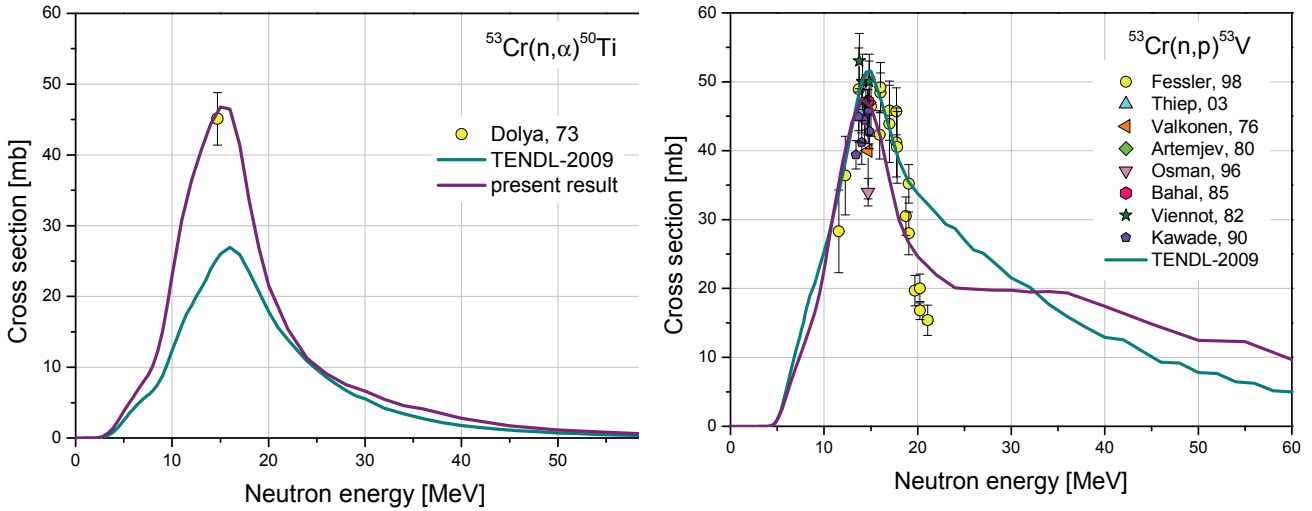 ⁵³Cr(n,α)⁵⁰Ti
Dolya, 73
TENDL-2009
present result
Cross section [mb]
60
50
40
30
20
10
0
0
10
20
30
40
50
Neutron energy [MeV]
⁵³Cr(n,p)⁵³V
Fessler, 98
Thiep, 03
Valkonen, 76
Artemjev, 80
Osman, 96
Bahal, 85
Viennot, 82
Kawade, 90
TENDL-2009
Cross section [mb]
60
50
40
30
20
10
0
0
10
20
30
40
50
60
Neutron energy [MeV]